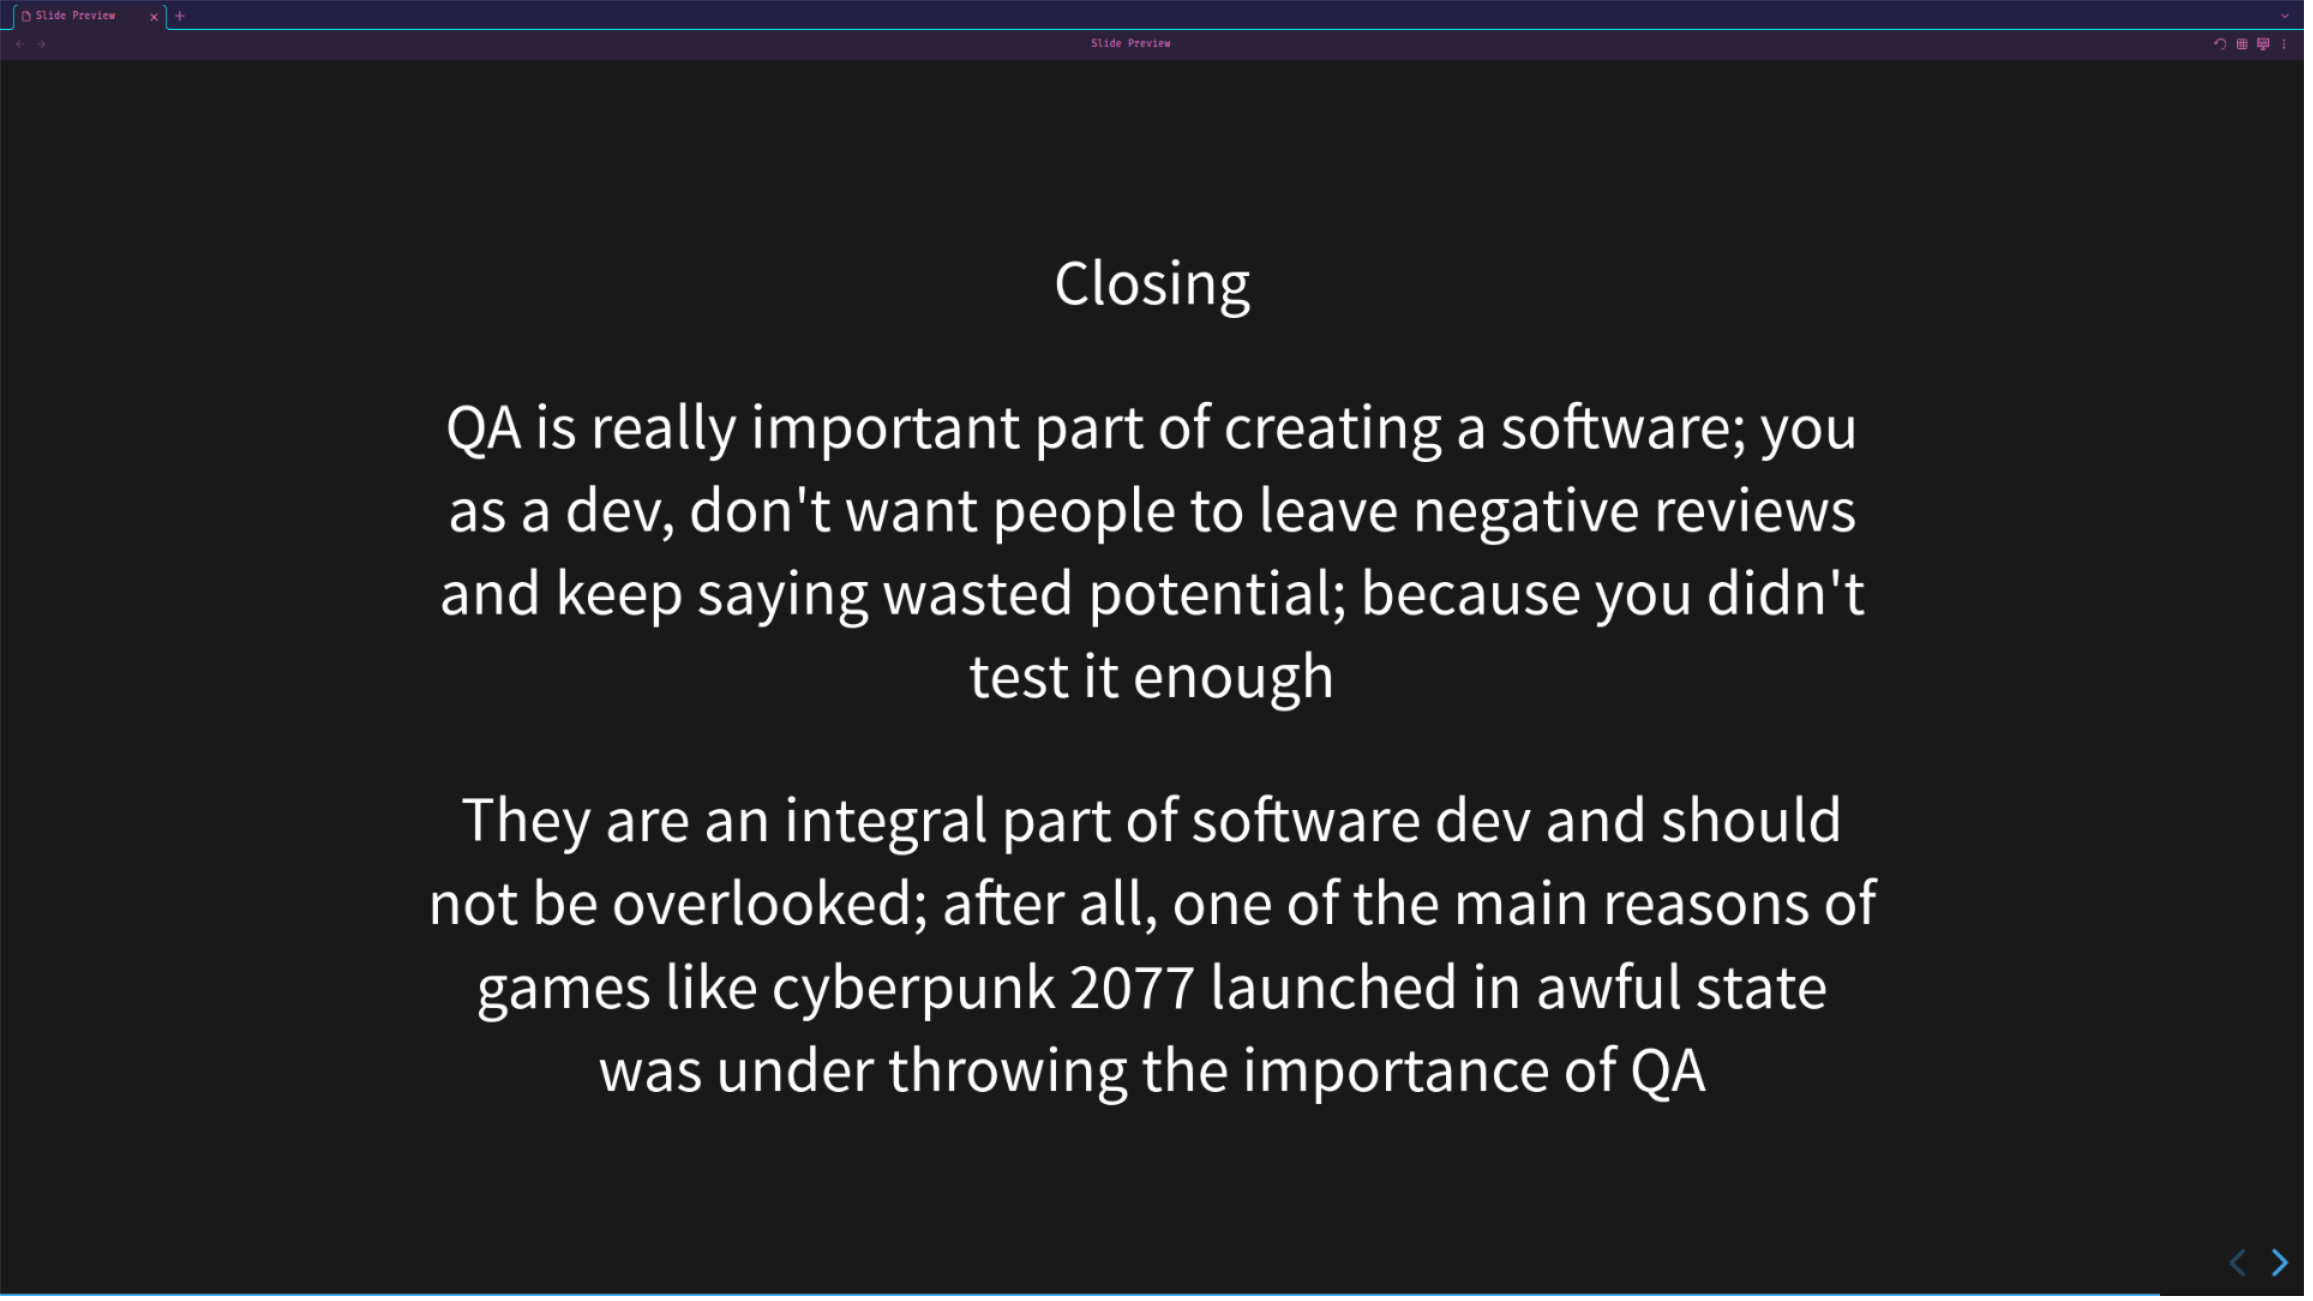 Slide Preview
Slide Preview
Closing
QA is really important part of creating a software; you
as a dev, don't want people to leave negative reviews
and keep saying wasted potential; because you didn't
test it enough
They are an integral part of software dev and should
not be overlooked; after all, one of the main reasons of
games like cyberpunk 2077 launched in awful state
was under throwing the importance of QA